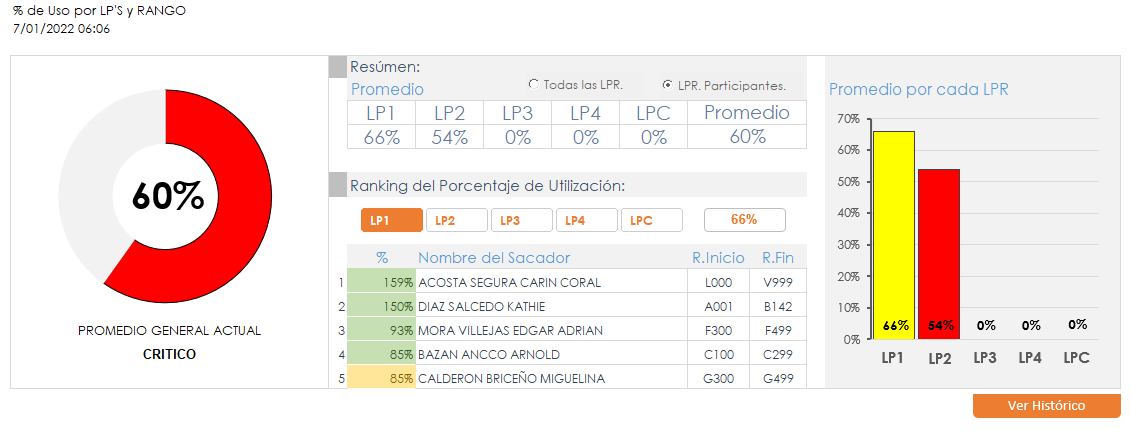 % de Uso por LP'S y RANGO
7/01/2022 06:06
60%
PROMEDIO GENERAL ACTUAL
CRITICO
Resúmen:
Promedio
Todas las LPR.
LPR. Participantes.
LP1 LP2 LP3 LP4 LPC Promedio
66% 54% 0% 0% 0% 60%
Ranking del Porcentaje de Utilización:
LP1 LP2 LP3 LP4 LPC 66%
% Nombre del Sacador R.Inicio R.Fin
1 159% ACOSTA SEGURA CARIN CORAL L000 V999
2 150% DIAZ SALCEDO KATHIE A001 B142
3 93% MORA VILLEJAS EDGAR ADRIAN F300 F499
4 85% BAZAN ANCCO ARNOLD C100 C299
5 85% CALDERON BRICEÑO MIGUELINA G300 G499
Promedio por cada LPR
70%
60%
50%
40%
30%
20%
10%
0%
66% 54% 0% 0% 0%
LP1 LP2 LP3 LP4 LPC
Ver Histórico